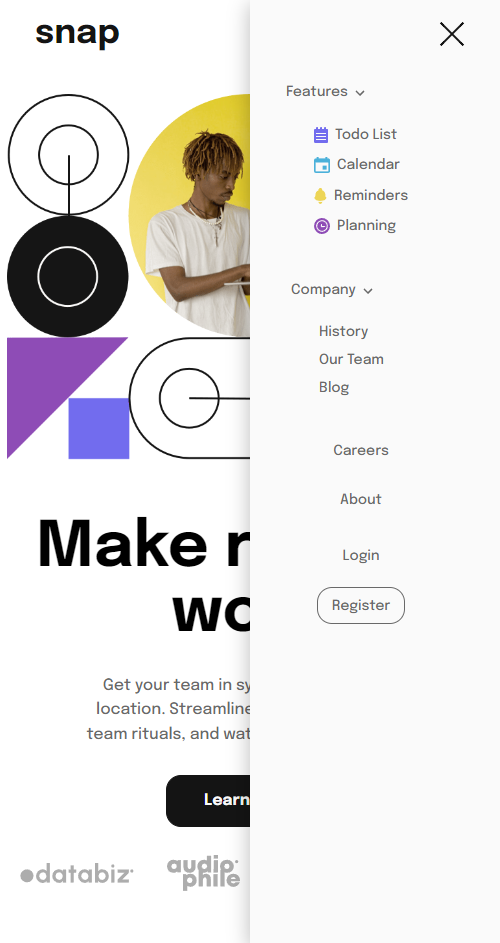 snap
Features
Todo List
Calendar
Reminders
Planning
Company
History
Our Team
Blog
Careers
About
Login
Register
Make
wo
Get your team in sy
location. Streamline
team rituals, and wat
Learn
databiz
audio
phile